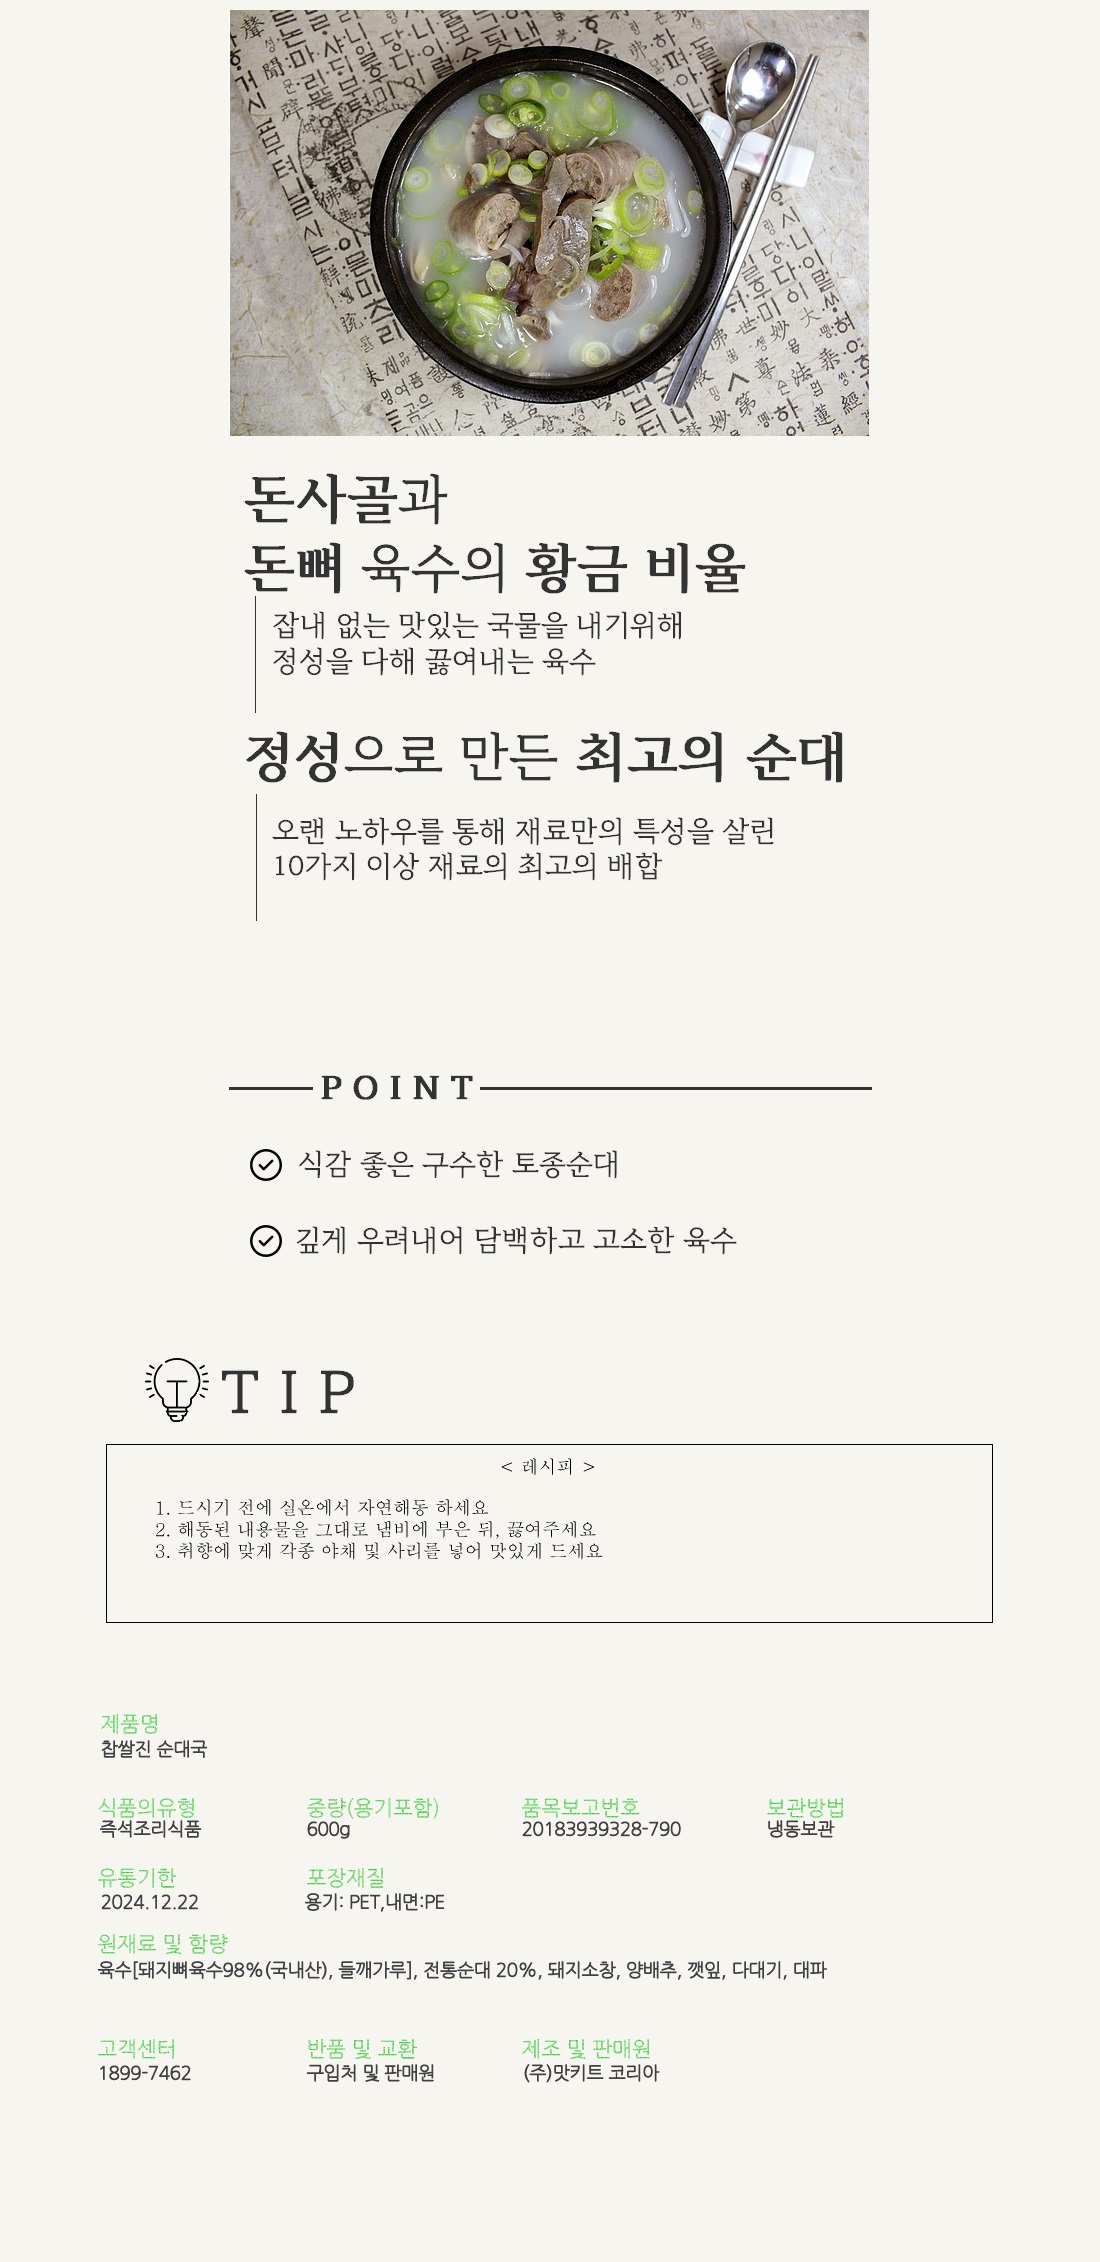 돈사골과
돈뼈 육수의 황금 비율
잡내 없는 맛있는 국물을 내기위해
정성을 다해 끓여내는 육수
정성으로 만든 최고의 순대
오랜 노하우를 통해 재료만의 특성을 살린
10가지 이상 재료의 최고의 배합
POINT
식감 좋은 구수한 토종순대
깊게 우려내어 담백하고 고소한 육수
TIP
< 레시피 >
1. 드시기 전에 실온에서 자연해동 하세요
2. 해동된 내용물을 그대로 냄비에 부은 뒤, 끓여주세요
3. 취향에 맞게 각종 야채 및 사리를 넣어 맛있게 드세요
제품명
찹쌀진 순대국
식품의유형 중량(용기포함) 품목보고번호 보관방법
즉석조리식품 600g 20183939328-790 냉동보관
유통기한 포장재질
2024.12.22 용기: PET,내면:PE
원재료 및 함량
육수[돼지뼈육수98%(국내산), 들깨가루], 전통순대 20%, 돼지소창, 양배추, 깻잎, 다대기, 대파
고객센터 반품 및 교환 제조 및 판매원
1899-7462 구입처 및 판매원 (주)맛키트 코리아